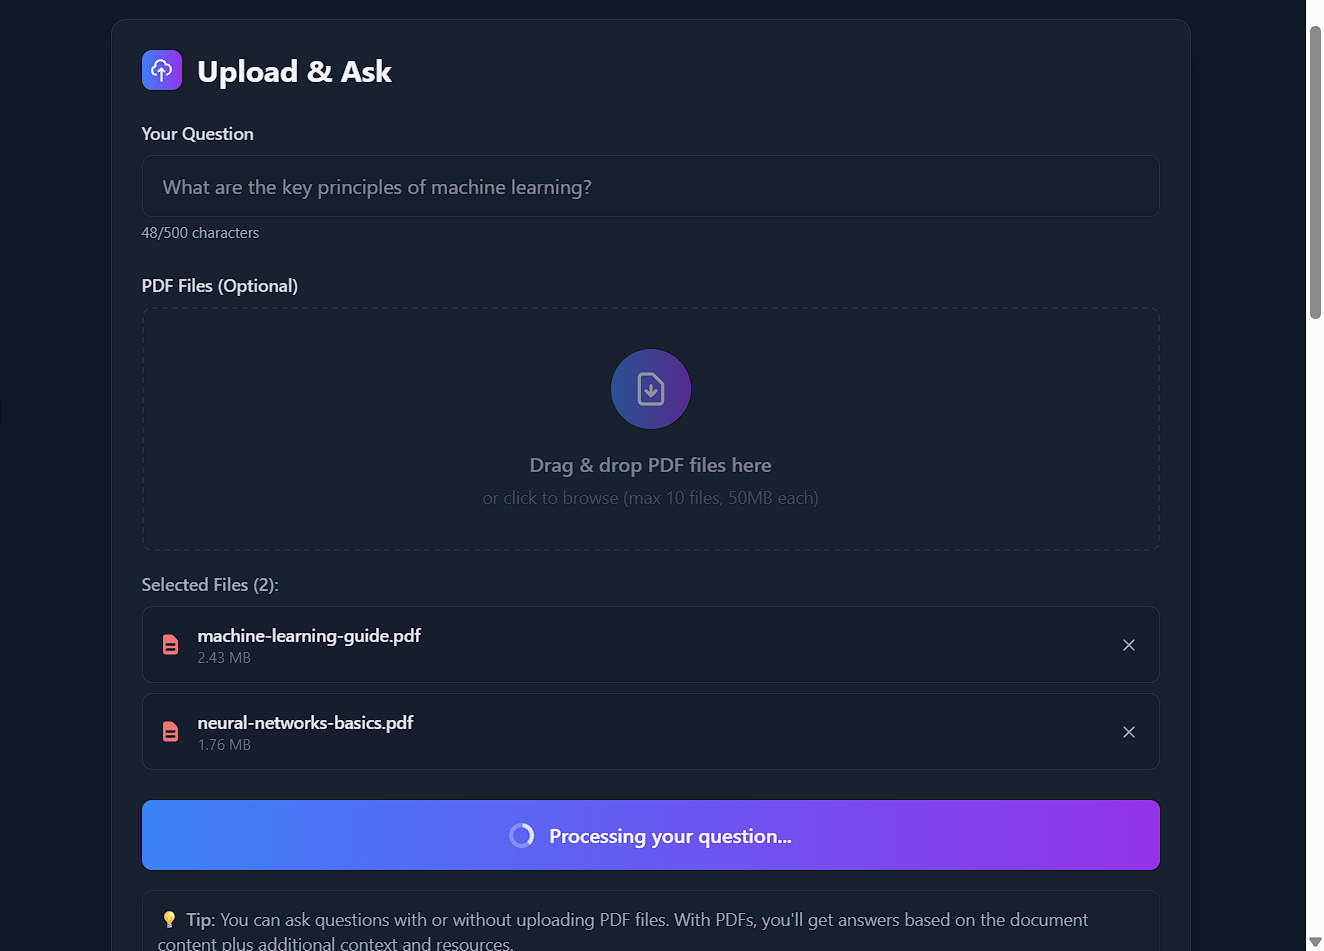 Upload & Ask
Your Question
What are the key principles of machine learning?
48/500 characters
PDF Files (Optional)
Drag & drop PDF files here
or click to browse (max 10 files, 50MB each)
Selected Files (2):
machine-learning-guide.pdf
2.43 MB
neural-networks-basics.pdf
1.76 MB
Processing your question...
💡 Tip: You can ask questions with or without uploading PDF files. With PDFs, you'll get answers based on the document
content plus additional context and resources.